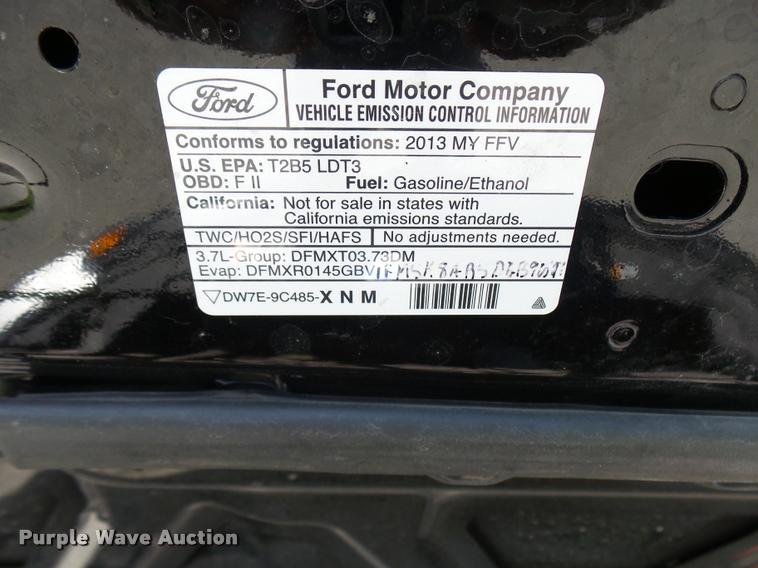 Ford
Ford Motor Company
VEHICLE EMISSION CONTROL INFORMATION
Conforms to regulations: 2013 MY FFV
U.S. EPA: T2B5 LDT3
OBD: F II Fuel: Gasoline/Ethanol
California: Not for sale in states with
California emissions standards.
TWC/HO2S/SFI/HAFS No adjustments needed.
3.7L-Group: DFMXT03.73DM
Evap: DFMXR0145GBV
DW7E-9C485-X N M
Purple Wave Auction